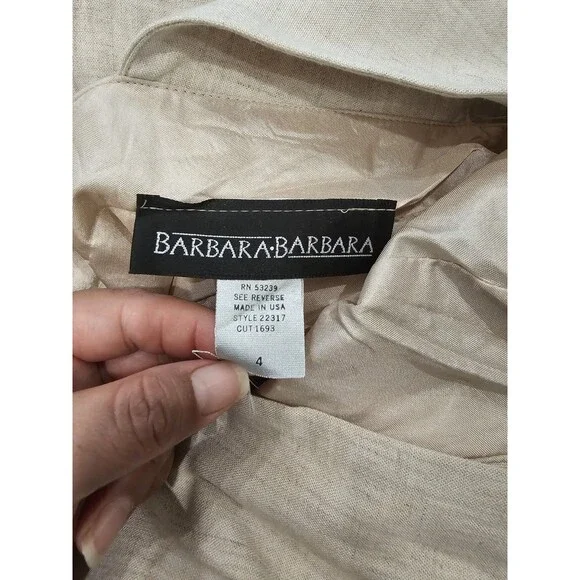 BARBARA·BARBARA
RN 53239
SEE REVERSE
MADE IN USA
STYLE 22317
CUT 1693
4